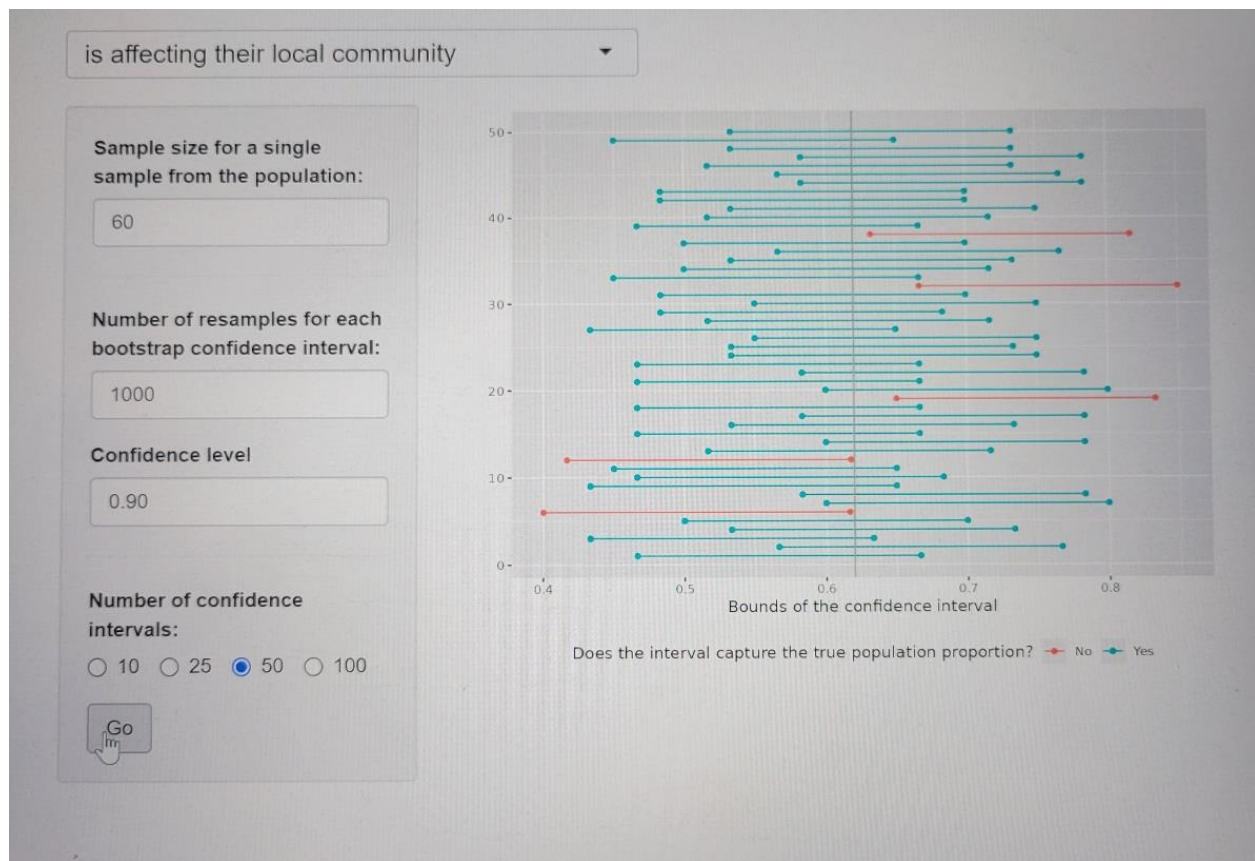 is affecting their local community
Sample size for a single
sample from the population:
60
Number of resamples for each
bootstrap confidence interval:
1000
Confidence level
0.90
Number of confidence
intervals:
10 25 50 100
Go
50
40
30
20
10
0
0.4 0.5 0.6 0.7 0.8
Bounds of the confidence interval
Does the interval capture the true population proportion? No Yes